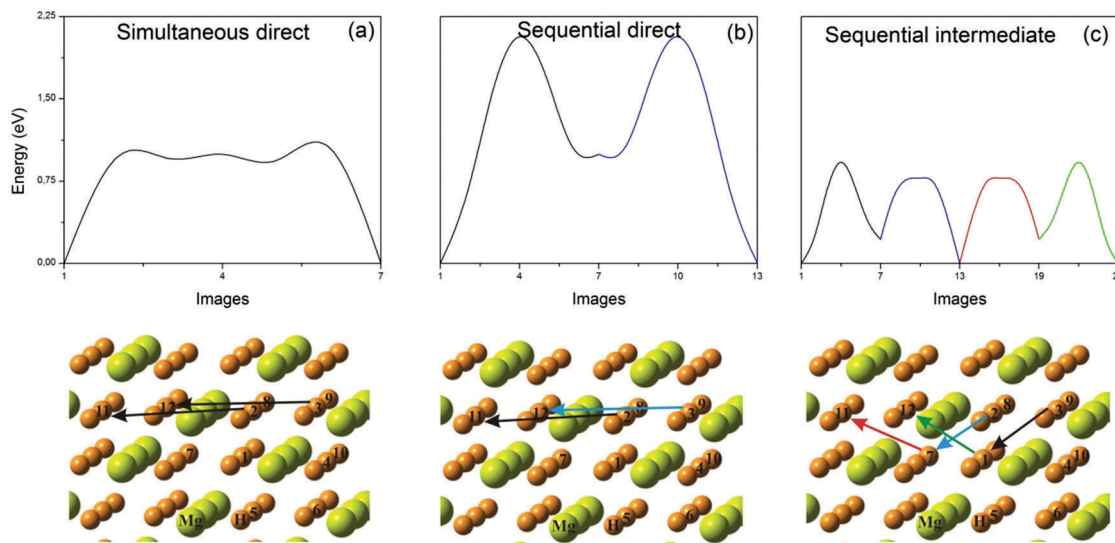 Simultaneous direct (a)
Sequential direct (b)
Sequential intermediate (c)
2,25
1,50
0,75
0,00
Energy (eV)
1 4 7
1 4 7 10 13
1 7 13 19 2
Images
Images
Images
11 12 8 9
2 3
7 1 10
4
Mg H 5 6
11 12 8 9
2 3
7 1 10
4
Mg H 5 6
11 12 2 8 9
3
7 1 10
4
Mg H 5 6